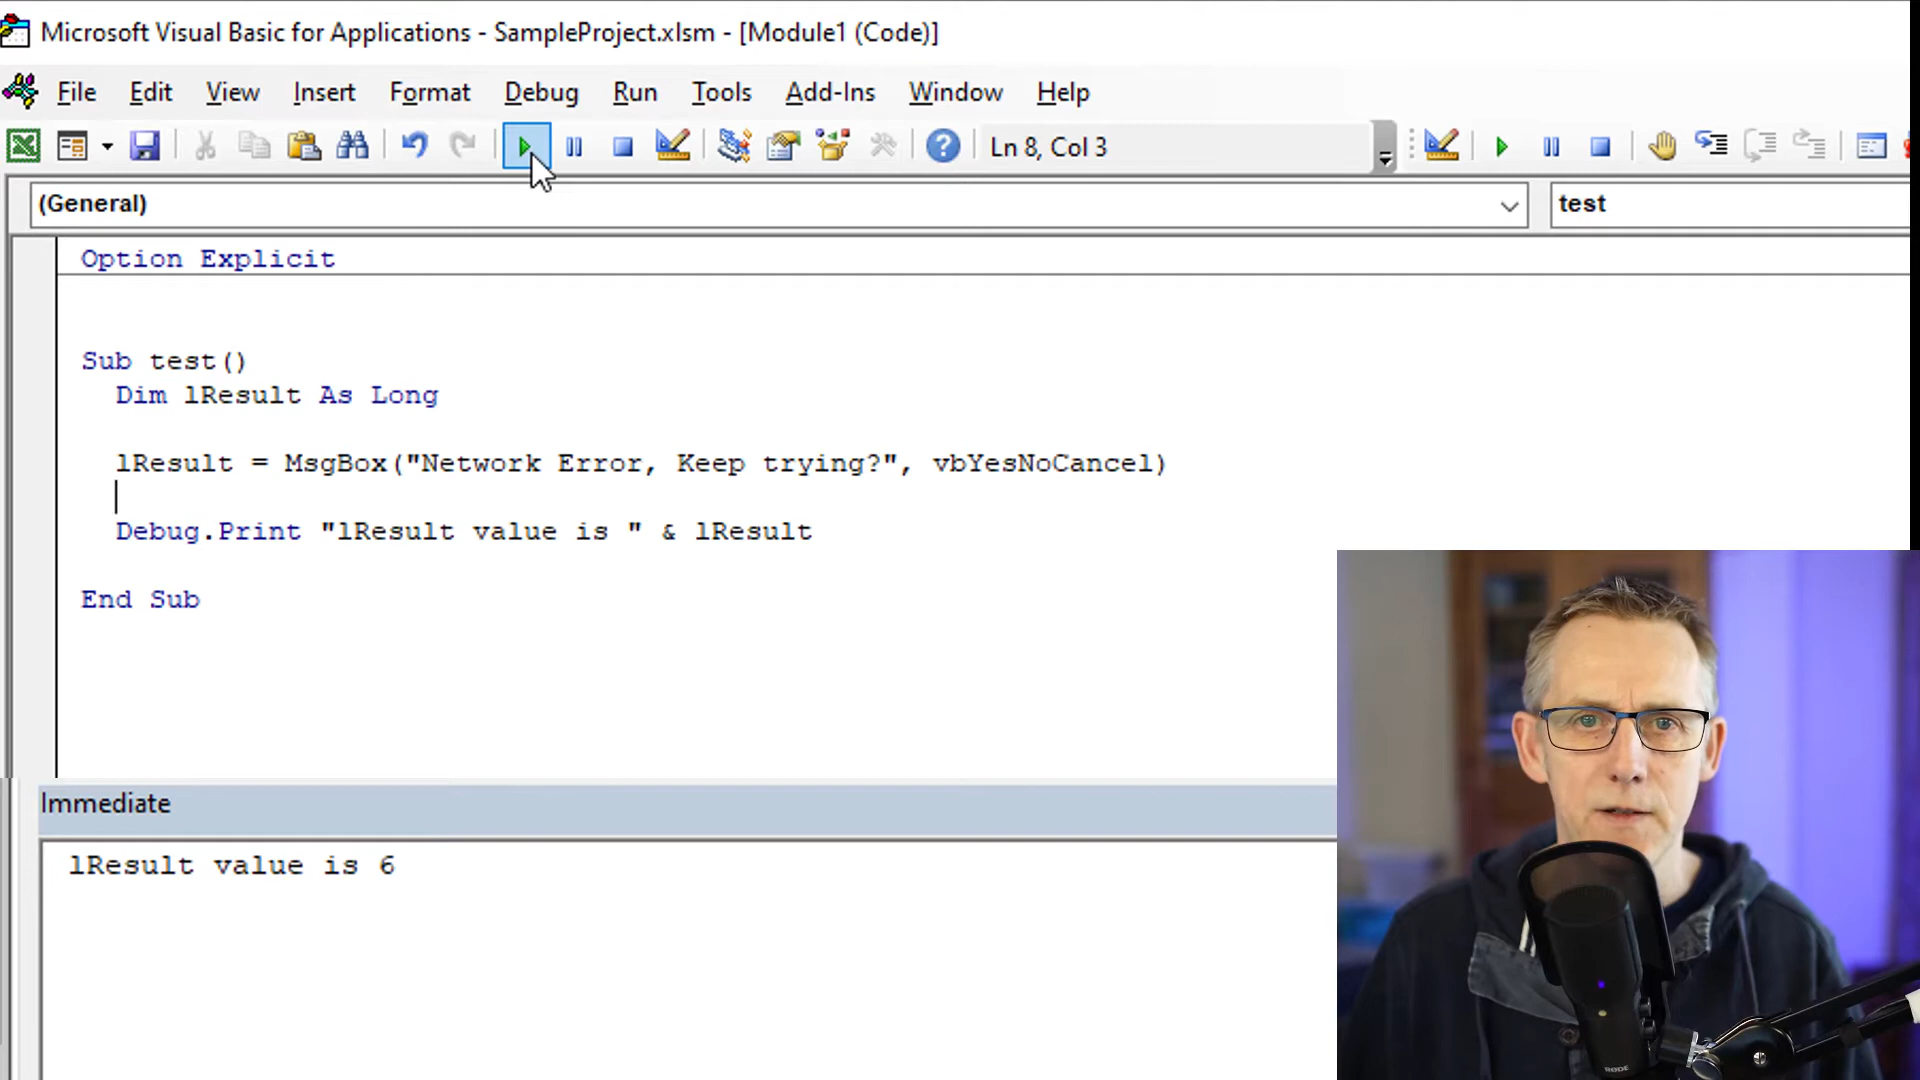 Microsoft Visual Basic for Applications - SampleProject.xlsm - [Module1 (Code)]
File Edit View Insert Format Debug Run Tools Add-Ins Window Help
Ln 8, Col 3
(General)
test
Option Explicit
Sub test()
Dim lResult As Long
lResult = MsgBox("Network Error, Keep trying?", vbYesNoCancel)
Debug.Print "lResult value is " & lResult
End Sub
Immediate
lResult value is 6
RØDE